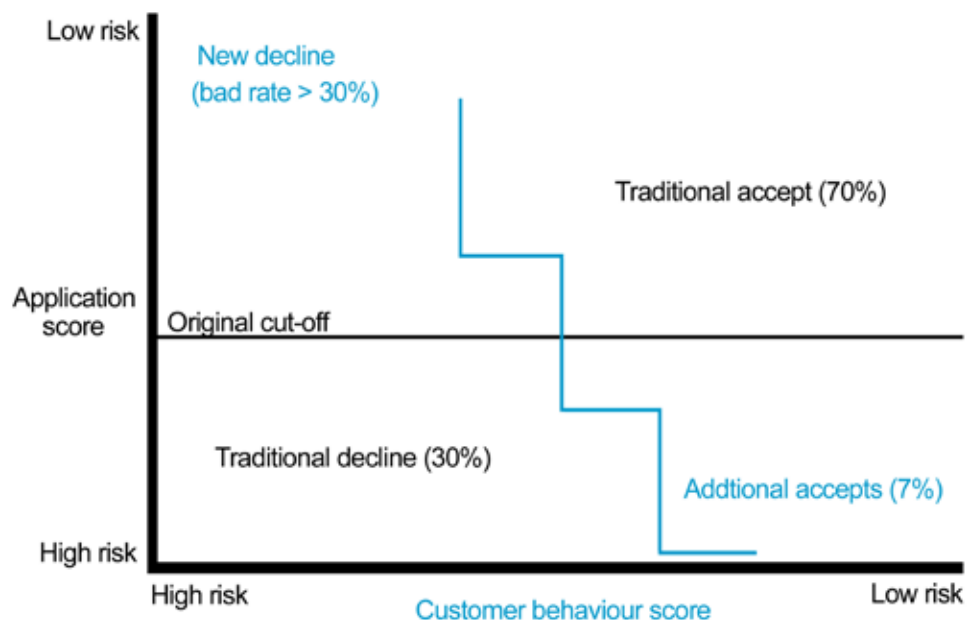 Low risk
New decline
(bad rate > 30%)
Traditional accept (70%)
Application
score
Original cut-off
Traditional decline (30%)
Addtional accepts (7%)
High risk
High risk
Low risk
Customer behaviour score